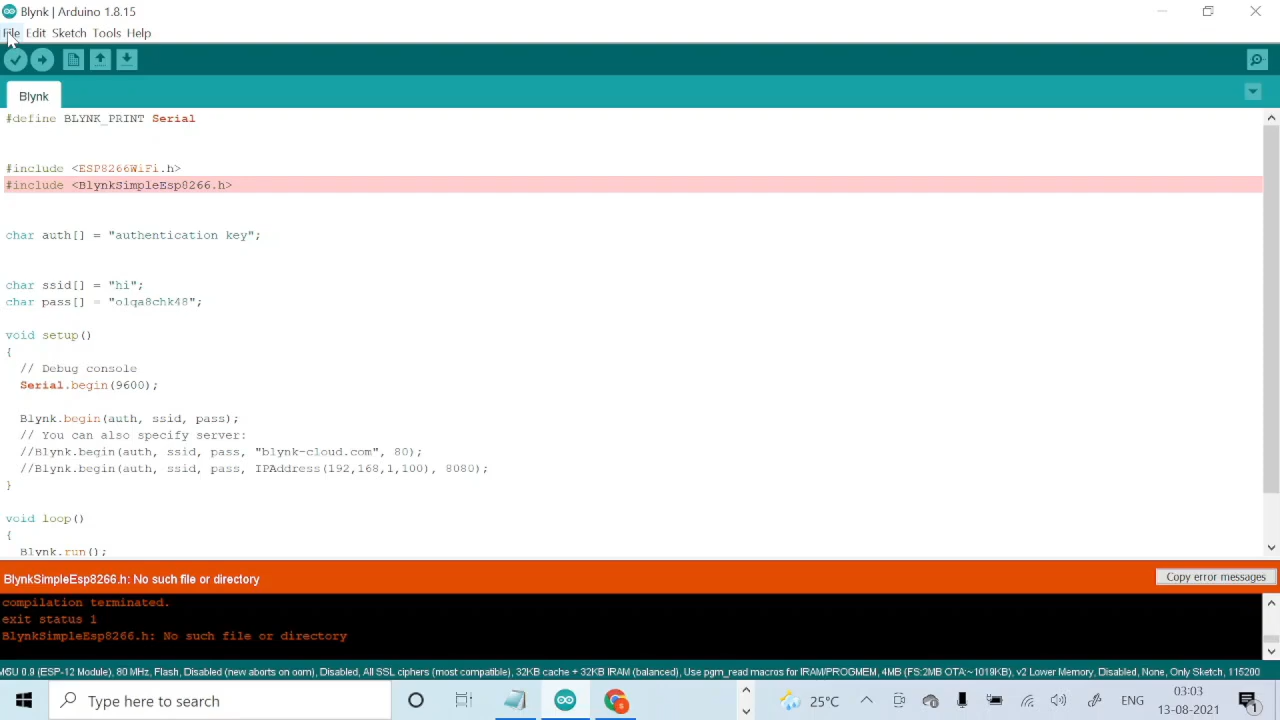 Blynk | Arduino 1.8.15
File Edit Sketch Tools Help
Blynk
#define BLYNK_PRINT Serial
#include <ESP8266WiFi.h>
#include <BlynkSimpleEsp8266.h>
char auth[] = "authentication key";
char ssid[] = "hi";
char pass[] = "olqa8chk48";
void setup()
{
// Debug console
Serial.begin(9600);
Blynk.begin(auth, ssid, pass);
// You can also specify server:
//Blynk.begin(auth, ssid, pass, "blynk-cloud.com", 80);
//Blynk.begin(auth, ssid, pass, IPAddress(192,168,1,100), 8080);
}
void loop()
{
Blynk.run();
BlynkSimpleEsp8266.h: No such file or directory
Copy error messages
compilation terminated.
exit status 1
BlynkSimpleEsp8266.h: No such file or directory
0.9 (ESP-12 Module), 80 MHz, Flash, Disabled (new aborts on oom), Disabled, All SSL ciphers (most compatible), 32KB cache + 32KB IRAM (balanced), Use pgm_read macros for IRAM/PROGMEM, 4MB (FS:2MB OTA:~1019KB), v2 Lower Memory, Disabled, None, Only Sketch, 115200
Type here to search
25°C
ENG
03:03
13-08-2021
1